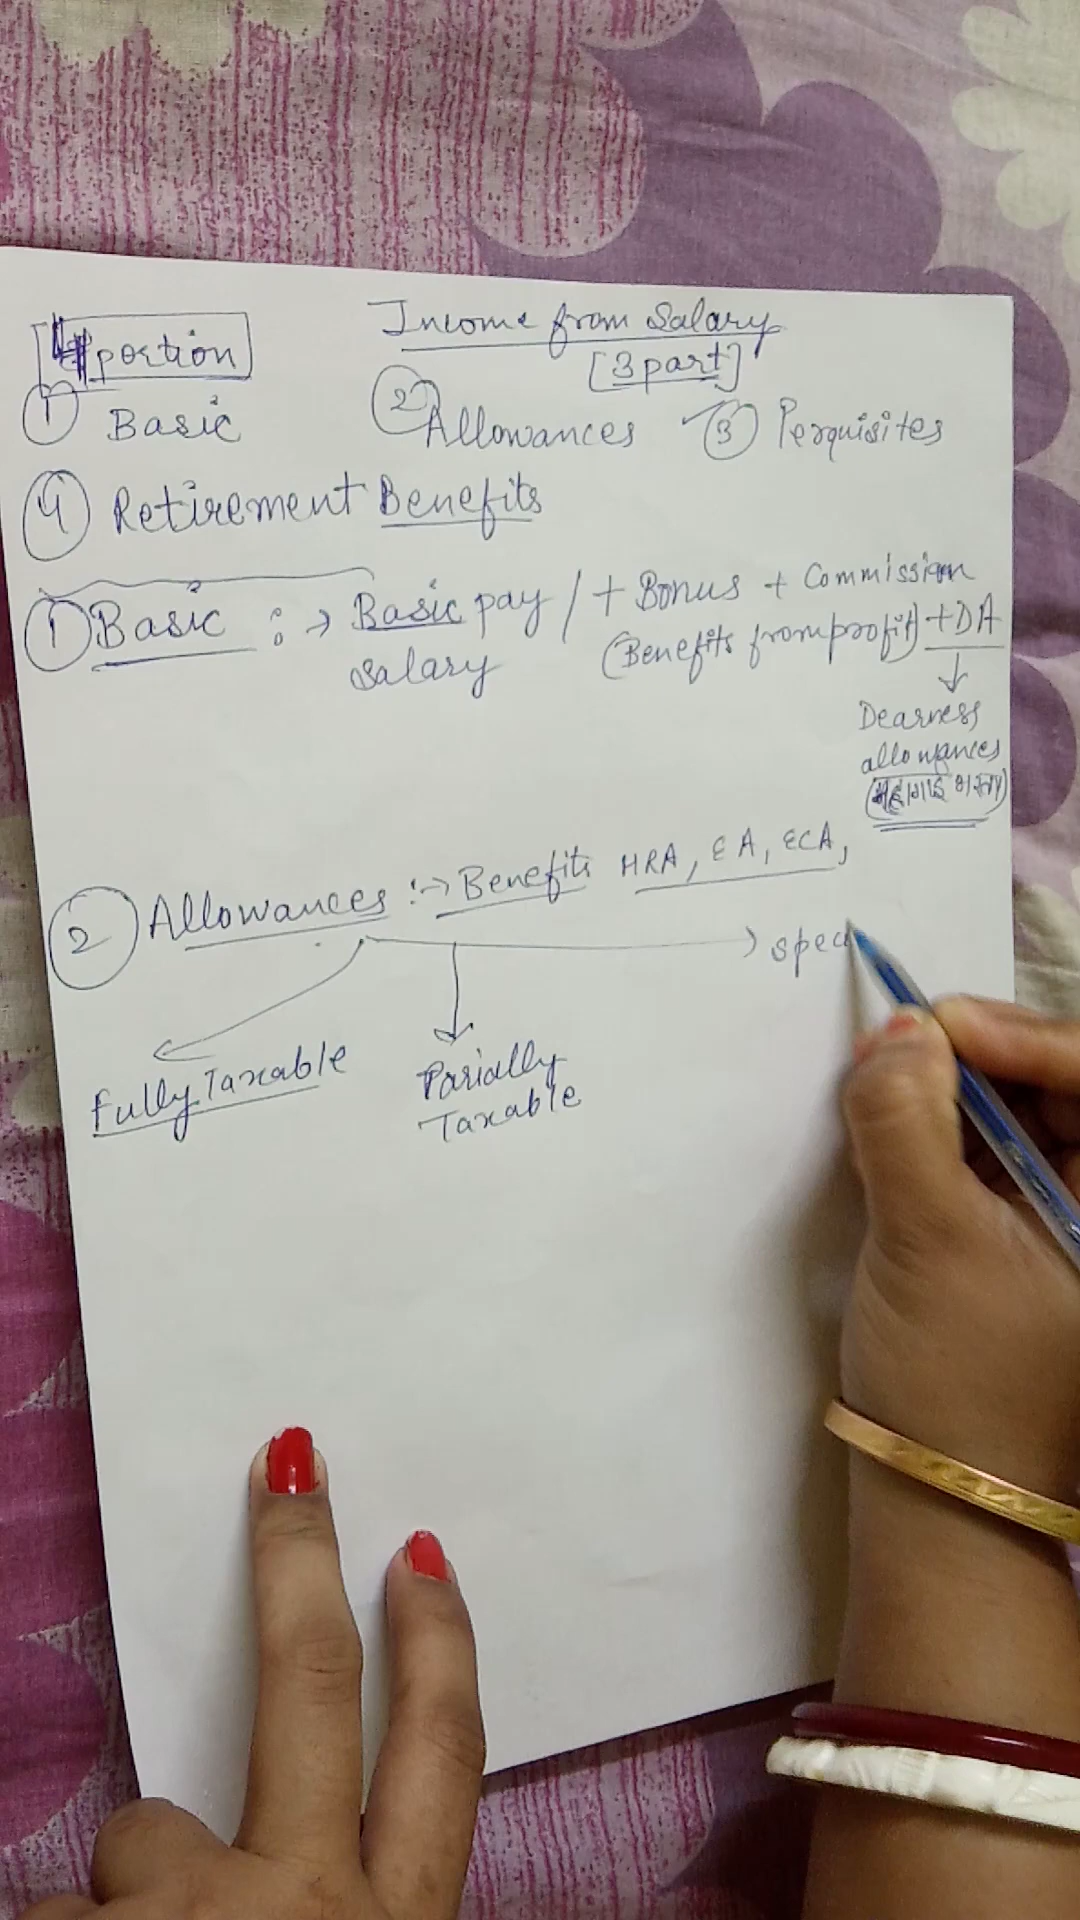 Income from Salary
4 portion
[3 part]
① Basic ② Allowances ③ Perquisites
④ Retirement Benefits
① Basic :→ Basic pay / + Bonus + Commission
salary (Benefits from profit) + DA
Dearness
allowances
(महगाई भत्ता)
② Allowances :→ Benefits HRA, EA, ECA,
spec
Fully Taxable
Parially
Taxable